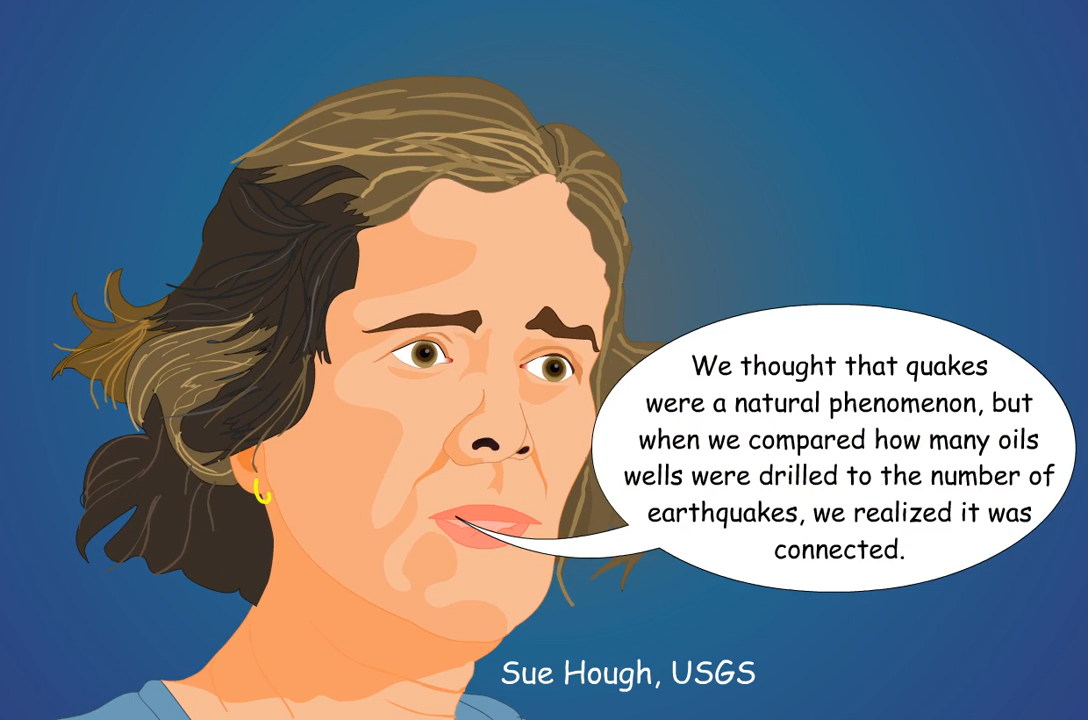 We thought that quakes
were a natural phenomenon, but
when we compared how many oils
wells were drilled to the number of
earthquakes, we realized it was
connected.
Sue Hough, USGS